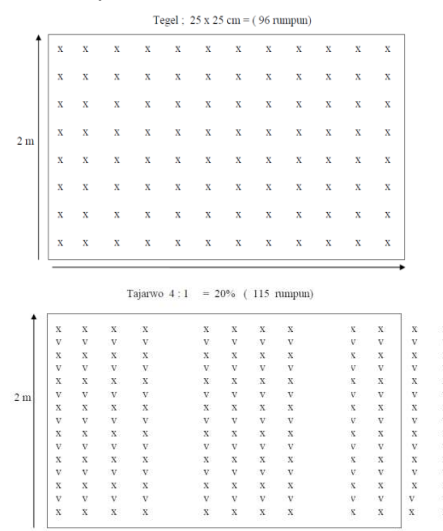 Tegel : 25 x 25 cm = ( 96 rumpun)
x x x x x x x x x x x x
x x x x x x x x x x x x
x x x x x x x x x x x x
x x x x x x x x x x x x
2 m
x x x x x x x x x x x x
x x x x x x x x x x x x
x x x x x x x x x x x x
x x x x x x x x x x x x
Tajarwo 4 : 1 = 20% ( 115 rumpun)
x x x x x x x x x x x
v v v v v v v v v v v
x x x x x x x x x x x
v v v v v v v v v v v
x x x x x x x x x x x
2 m
v v v v v v v v v v v
x x x x x x x x x x x
v v v v v v v v v v v
x x x x x x x x x x x
v v v v v v v v v v v
x x x x x x x x x x x
v v v v v v v v v v v
x x x x x x x x x x x
v v v v v v v v v v v
x x x x x x x x x x x